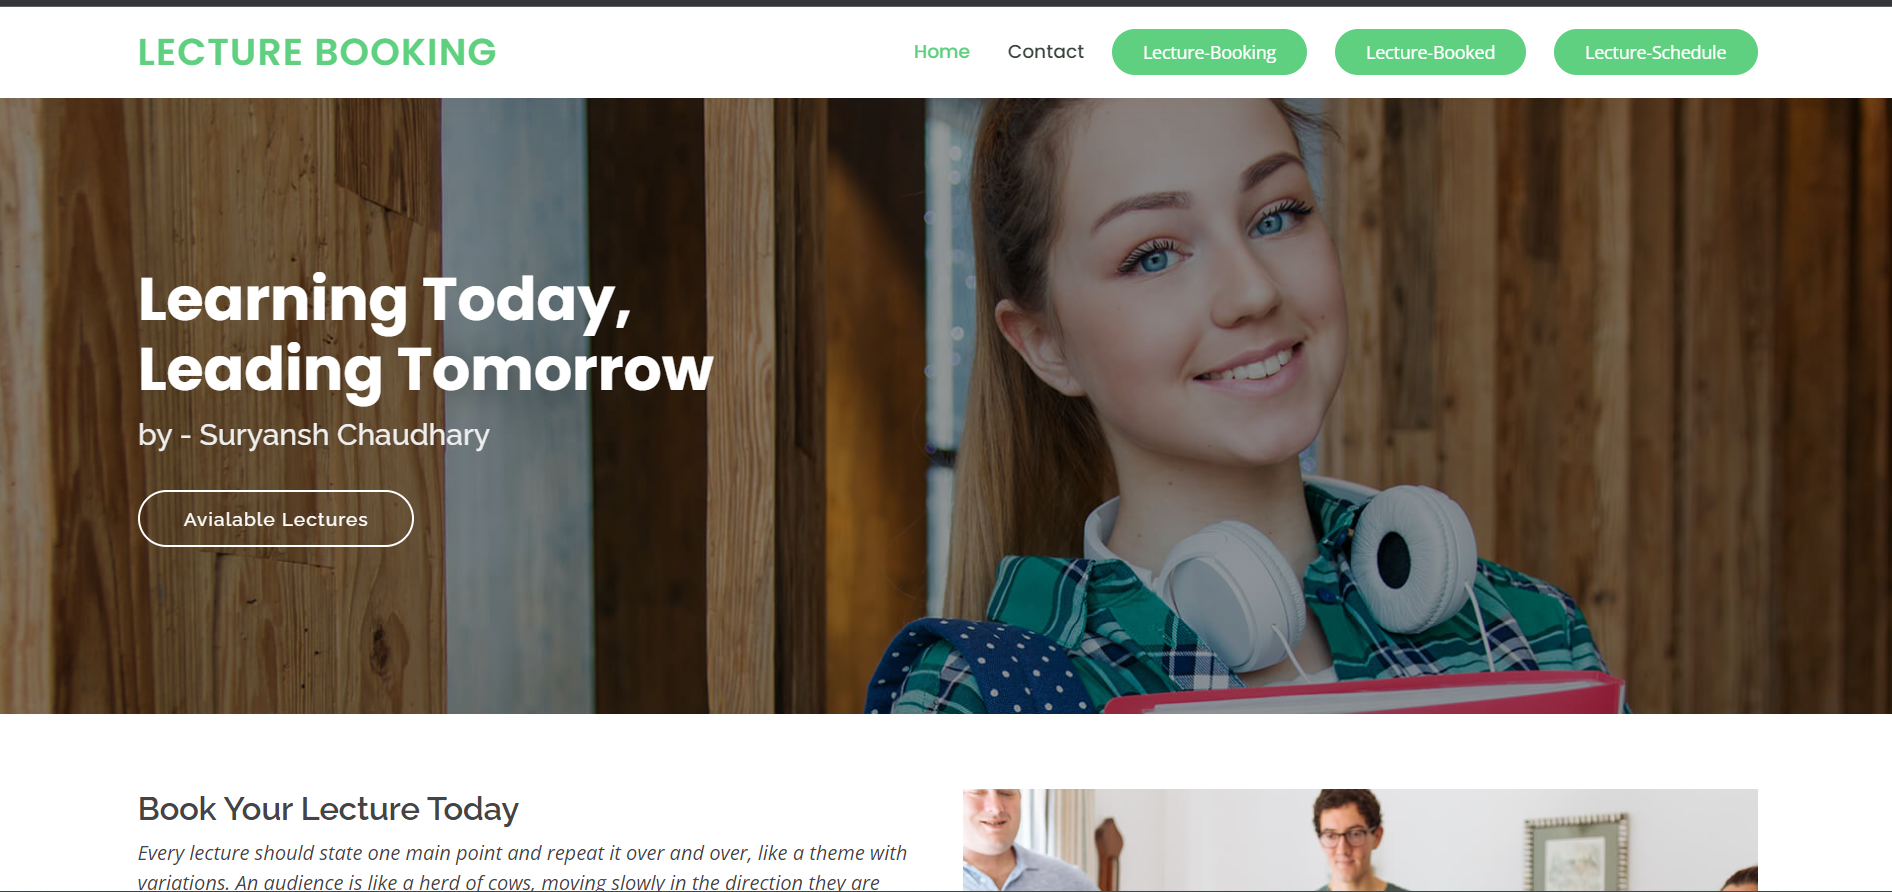 LECTURE BOOKING
Home
Contact
Lecture-Booking
Lecture-Booked
Lecture-Schedule
Learning Today,
Leading Tomorrow
by - Suryansh Chaudhary
Avialable Lectures
Book Your Lecture Today
Every lecture should state one main point and repeat it over and over, like a theme with
variations. An audience is like a herd of cows, moving slowly in the direction they are